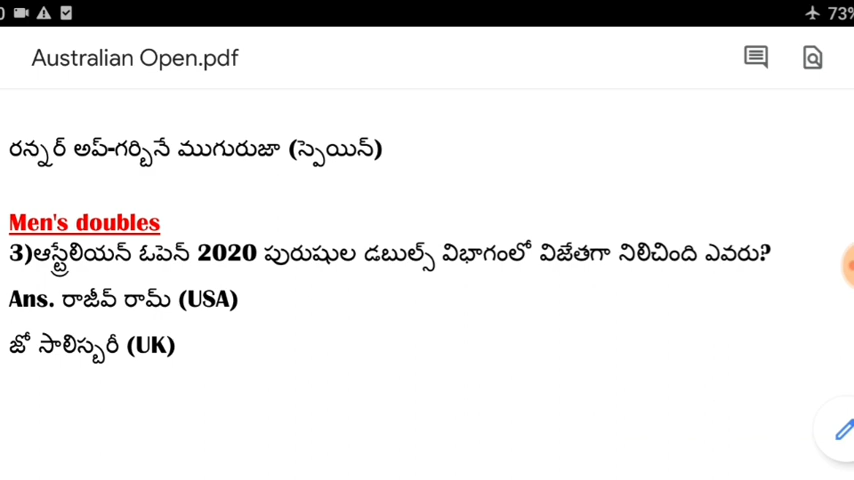 73%
Australian Open.pdf
రన్నర్ అప్-గర్బినే ముగురుజా (స్పెయిన్)
Men's doubles
3)ఆస్ట్రేలియన్ ఓపెన్ 2020 పురుషుల డబుల్స్ విభాగంలో విజేతగా నిలిచింది ఎవరు?
Ans. రాజీవ్ రామ్ (USA)
జో సాలిస్బరీ (UK)